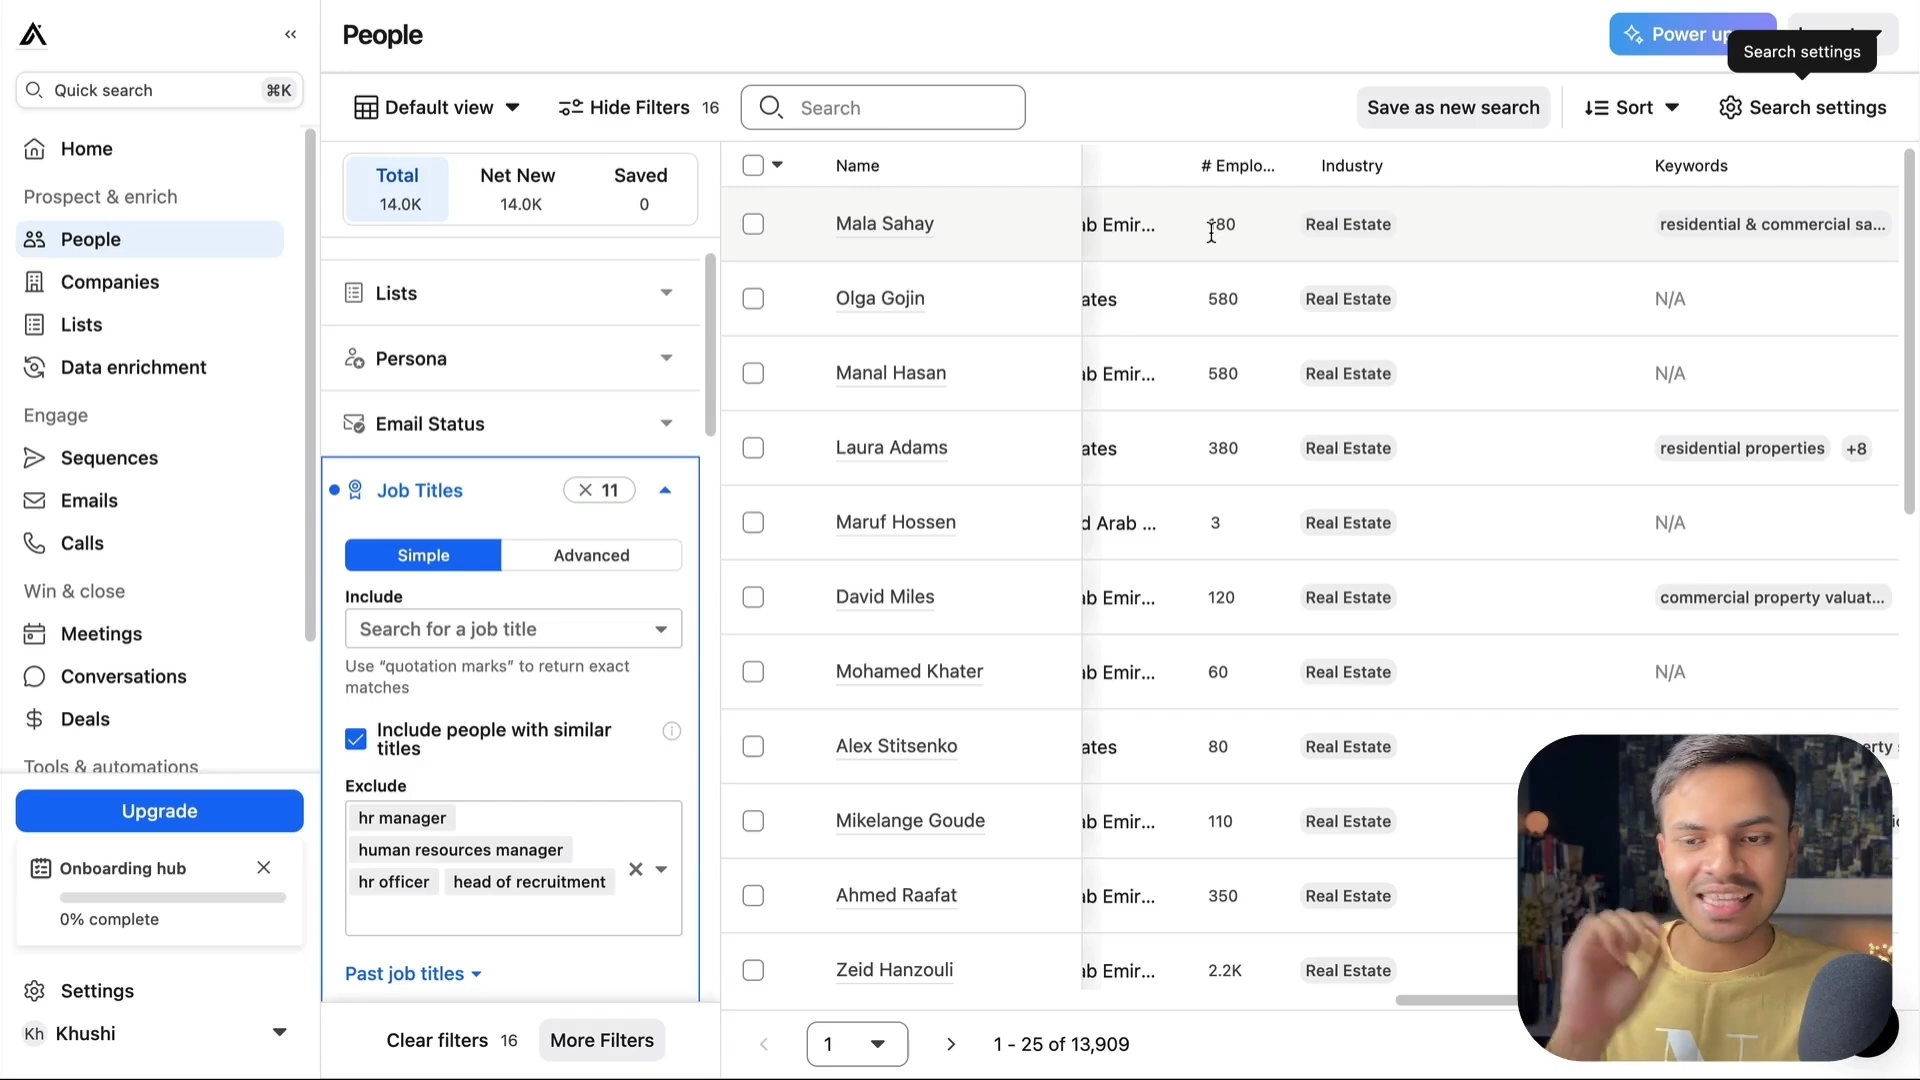 People
Power up
Search settings
Quick search
⌘K
Home
Prospect & enrich
People
Companies
Lists
Data enrichment
Engage
Sequences
Emails
Calls
Win & close
Meetings
Conversations
Deals
Tools & automations
Upgrade
Onboarding hub
0% complete
Settings
Kh Khushi
Default view
Hide Filters 16
Search
Save as new search
Sort
Search settings
Total
14.0K
Net New
14.0K
Saved
0
Lists
Persona
Email Status
Job Titles
11
Simple
Advanced
Include
Search for a job title
Use “quotation marks” to return exact
matches
Include people with similar
titles
Exclude
hr manager
human resources manager
hr officer
head of recruitment
Past job titles
Clear filters 16
More Filters
Name
# Emplo...
Industry
Keywords
Mala Sahay
ab Emir...
Real Estate
residential & commercial sa...
Olga Gojin
ates
580
Real Estate
N/A
Manal Hasan
ab Emir...
580
Real Estate
N/A
Laura Adams
ates
380
Real Estate
residential properties
+8
Maruf Hossen
d Arab ...
3
Real Estate
N/A
David Miles
ab Emir...
120
Real Estate
commercial property valuat...
Mohamed Khater
ab Emir...
60
Real Estate
N/A
Alex Stitsenko
ates
80
Real Estate
erty
Mikelange Goude
ab Emir...
110
Real Estate
Ahmed Raafat
ab Emir...
350
Real Estate
Zeid Hanzouli
ab Emir...
2.2K
Real Estate
1
1 - 25 of 13,909